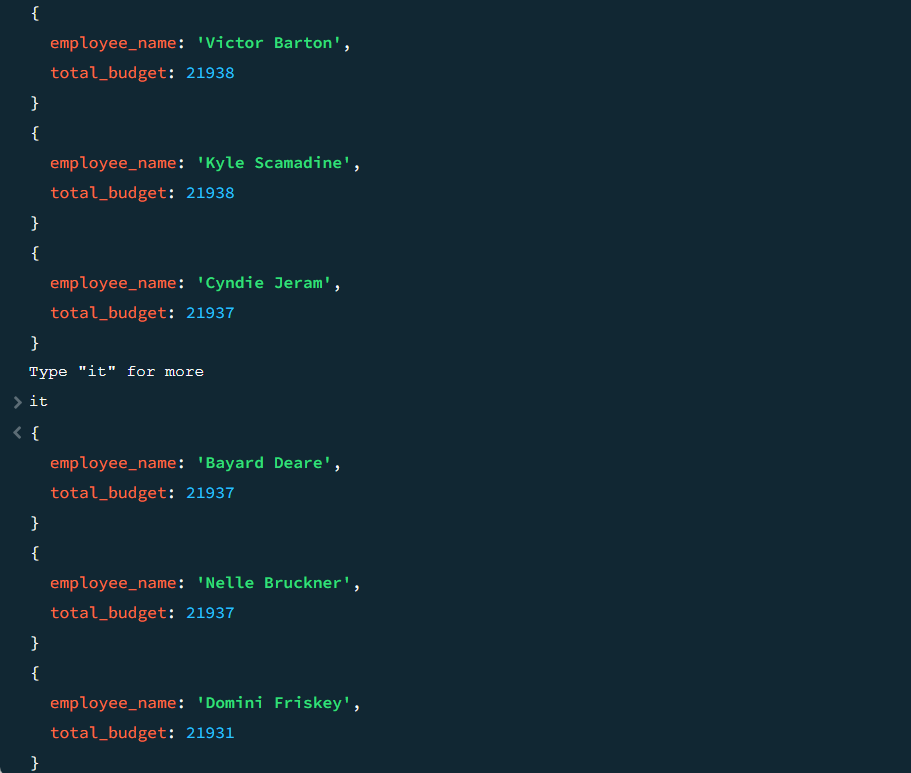 {
employee_name: 'Victor Barton',
total_budget: 21938
}
{
employee_name: 'Kyle Scamadine',
total_budget: 21938
}
{
employee_name: 'Cyndie Jeram',
total_budget: 21937
}
Type "it" for more
> it
< {
employee_name: 'Bayard Deare',
total_budget: 21937
}
{
employee_name: 'Nelle Bruckner',
total_budget: 21937
}
{
employee_name: 'Domini Friskey',
total_budget: 21931
}